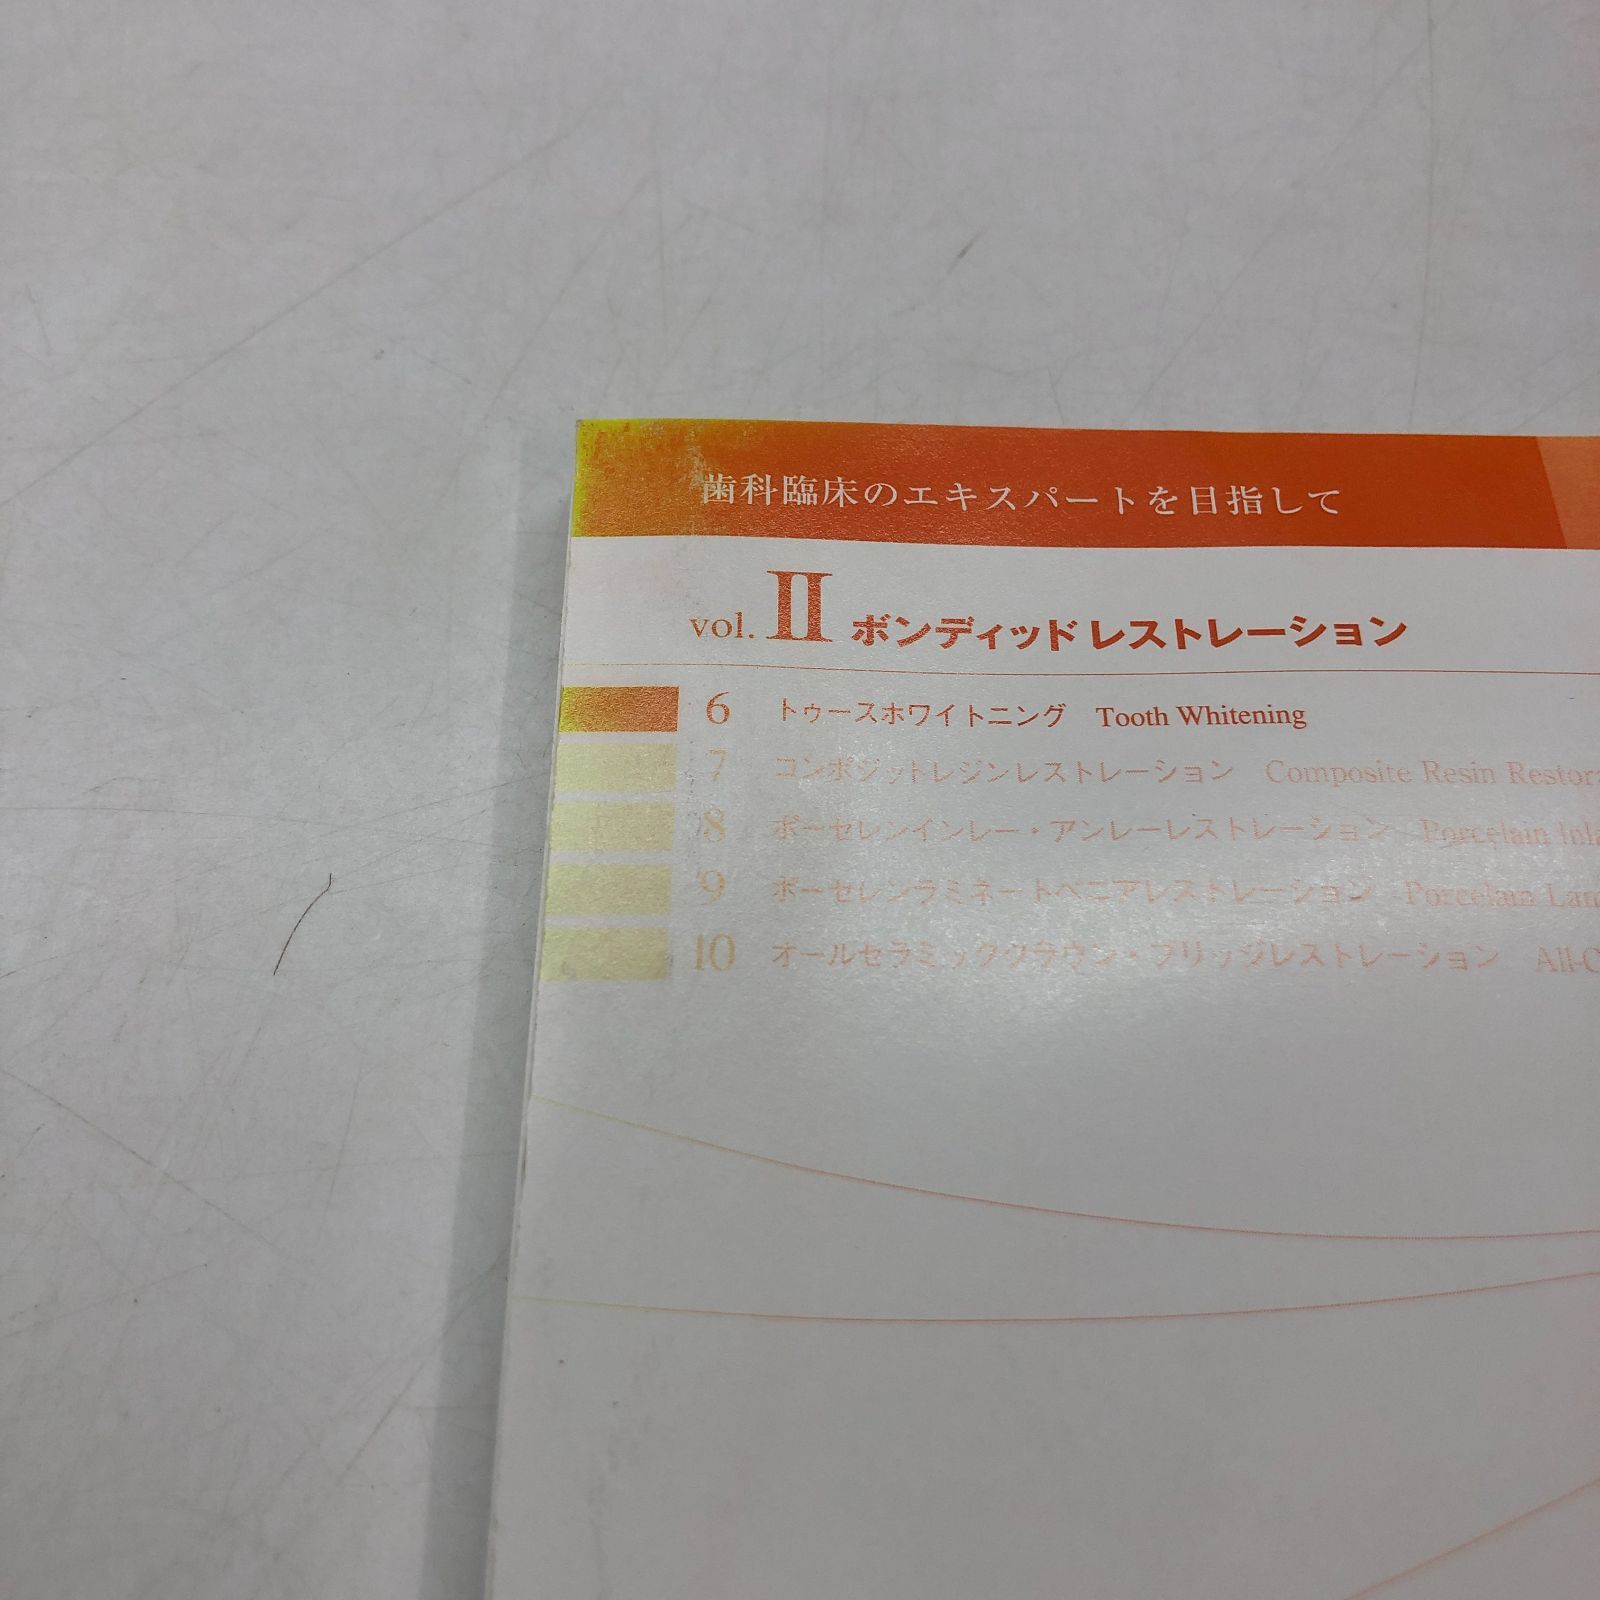 歯科臨床のエキスパートを目指して
vol. II ボンディッドレストレーション
6 トゥースホワイトニング Tooth Whitening
7 コンポジットレジンレストレーション Composite Resin
8 ポーセレンインレー・アンレーレストレーション Porcelain
9 ポーセレンラミネートベニアレストレーション Porcelain
10 オールセラミッククラウン・ブリッジレストレーション